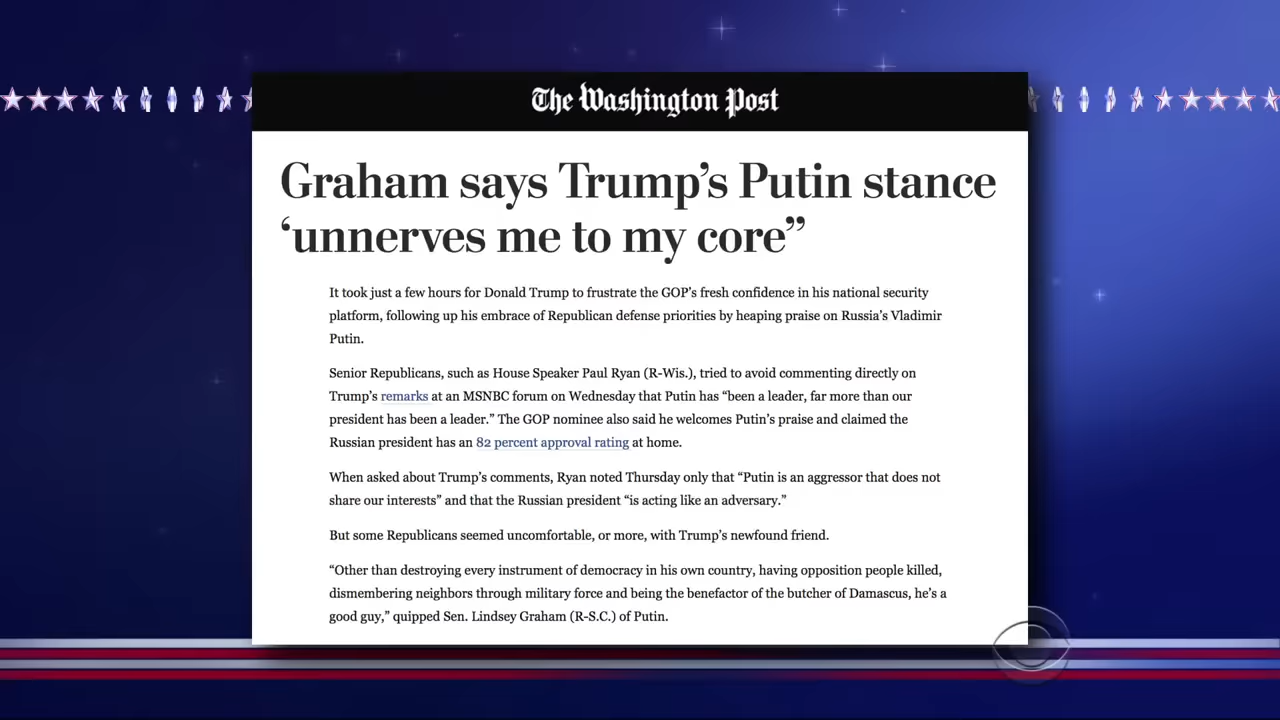 The Washington Post
Graham says Trump’s Putin stance
‘unnerves me to my core”
It took just a few hours for Donald Trump to frustrate the GOP’s fresh confidence in his national security
platform, following up his embrace of Republican defense priorities by heaping praise on Russia’s Vladimir
Putin.
Senior Republicans, such as House Speaker Paul Ryan (R-Wis.), tried to avoid commenting directly on
Trump’s remarks at an MSNBC forum on Wednesday that Putin has “been a leader, far more than our
president has been a leader.” The GOP nominee also said he welcomes Putin’s praise and claimed the
Russian president has an 82 percent approval rating at home.
When asked about Trump’s comments, Ryan noted Thursday only that “Putin is an aggressor that does not
share our interests” and that the Russian president “is acting like an adversary.”
But some Republicans seemed uncomfortable, or more, with Trump’s newfound friend.
“Other than destroying every instrument of democracy in his own country, having opposition people killed,
dismembering neighbors through military force and being the benefactor of the butcher of Damascus, he’s a
good guy,” quipped Sen. Lindsey Graham (R-S.C.) of Putin.